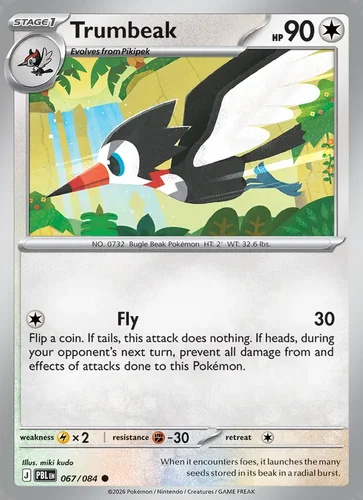 STAGE1
Trumbeak
HP 90
Evolves from Pikipek
NO. 0732 Bugle Beak Pokémon HT: 2' WT: 32.6 lbs.
Fly 30
Flip a coin. If tails, this attack does nothing. If heads, during
your opponent's next turn, prevent all damage from and
effects of attacks done to this Pokémon.
weakness ×2 resistance -30 retreat
Illus. miki kudo
J PBL EN 067/084
When it encounters foes, it launches the many
seeds stored in its beak in a radial burst.
©2026 Pokémon / Nintendo / Creatures / GAME FREAK